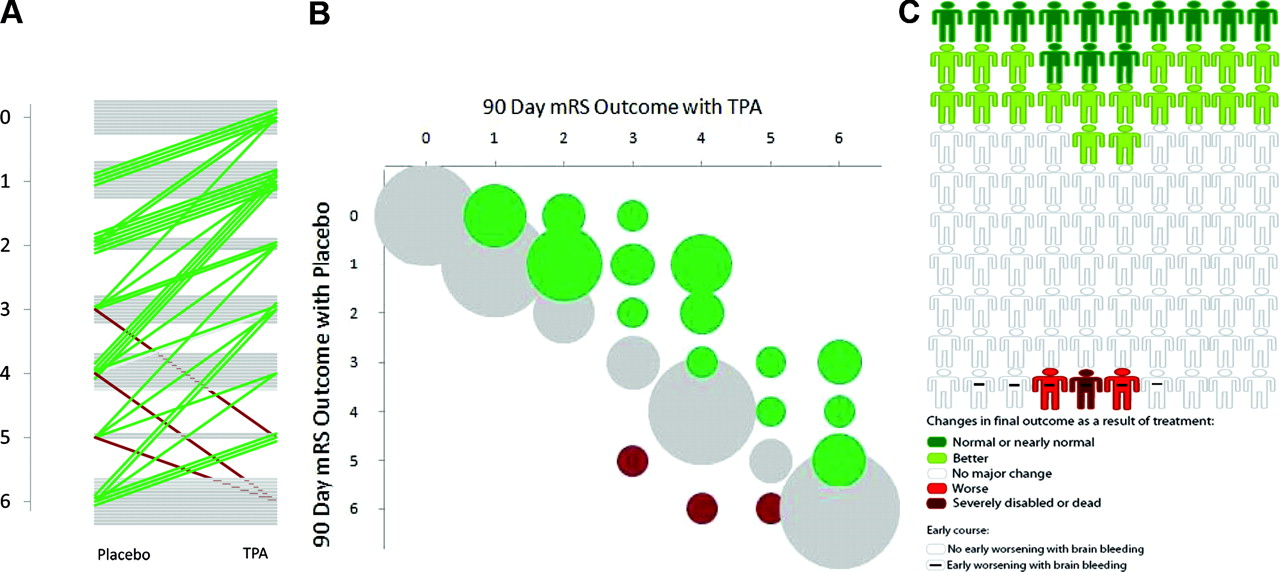 A
0
1
2
3
4
5
6
Placebo TPA
B
90 Day mRS Outcome with TPA
0 1 2 3 4 5 6
90 Day mRS Outcome with Placebo
0
1
2
3
4
5
6
C
Changes in final outcome as a result of treatment:
Normal or nearly normal
Better
No major change
Worse
Severely disabled or dead
Early course:
No early worsening with brain bleeding
Early worsening with brain bleeding